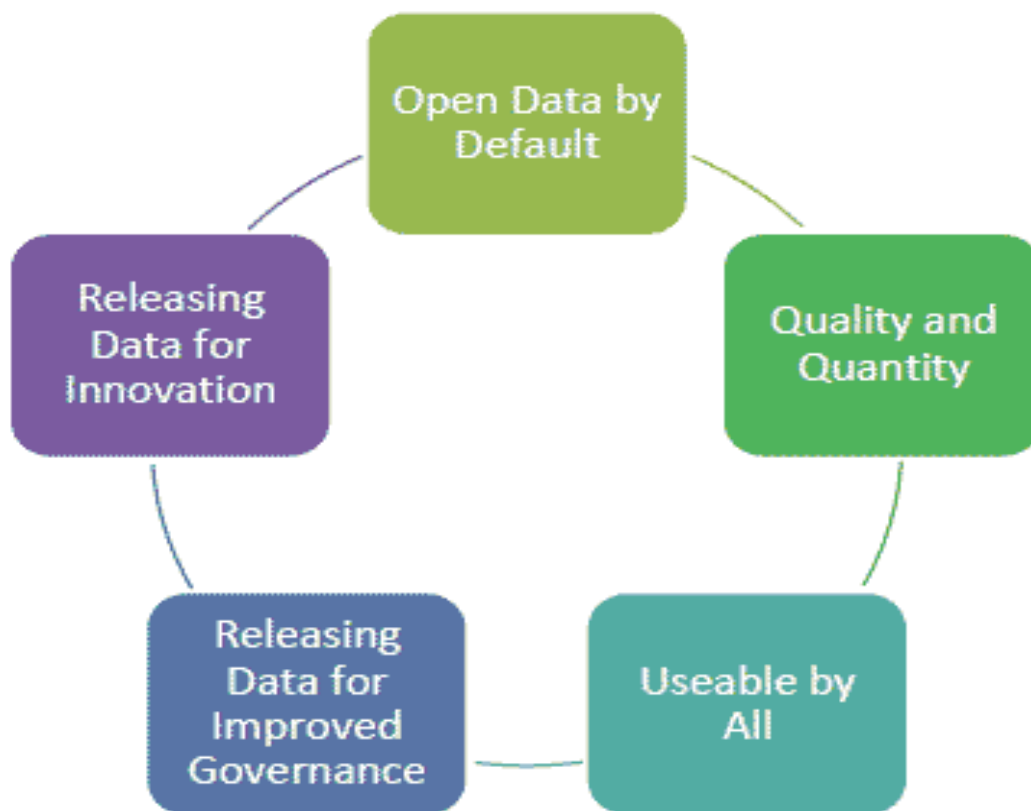 Open Data by
Default
Quality and
Quantity
Useable by
All
Releasing
Data for
Improved
Governance
Releasing
Data for
Innovation